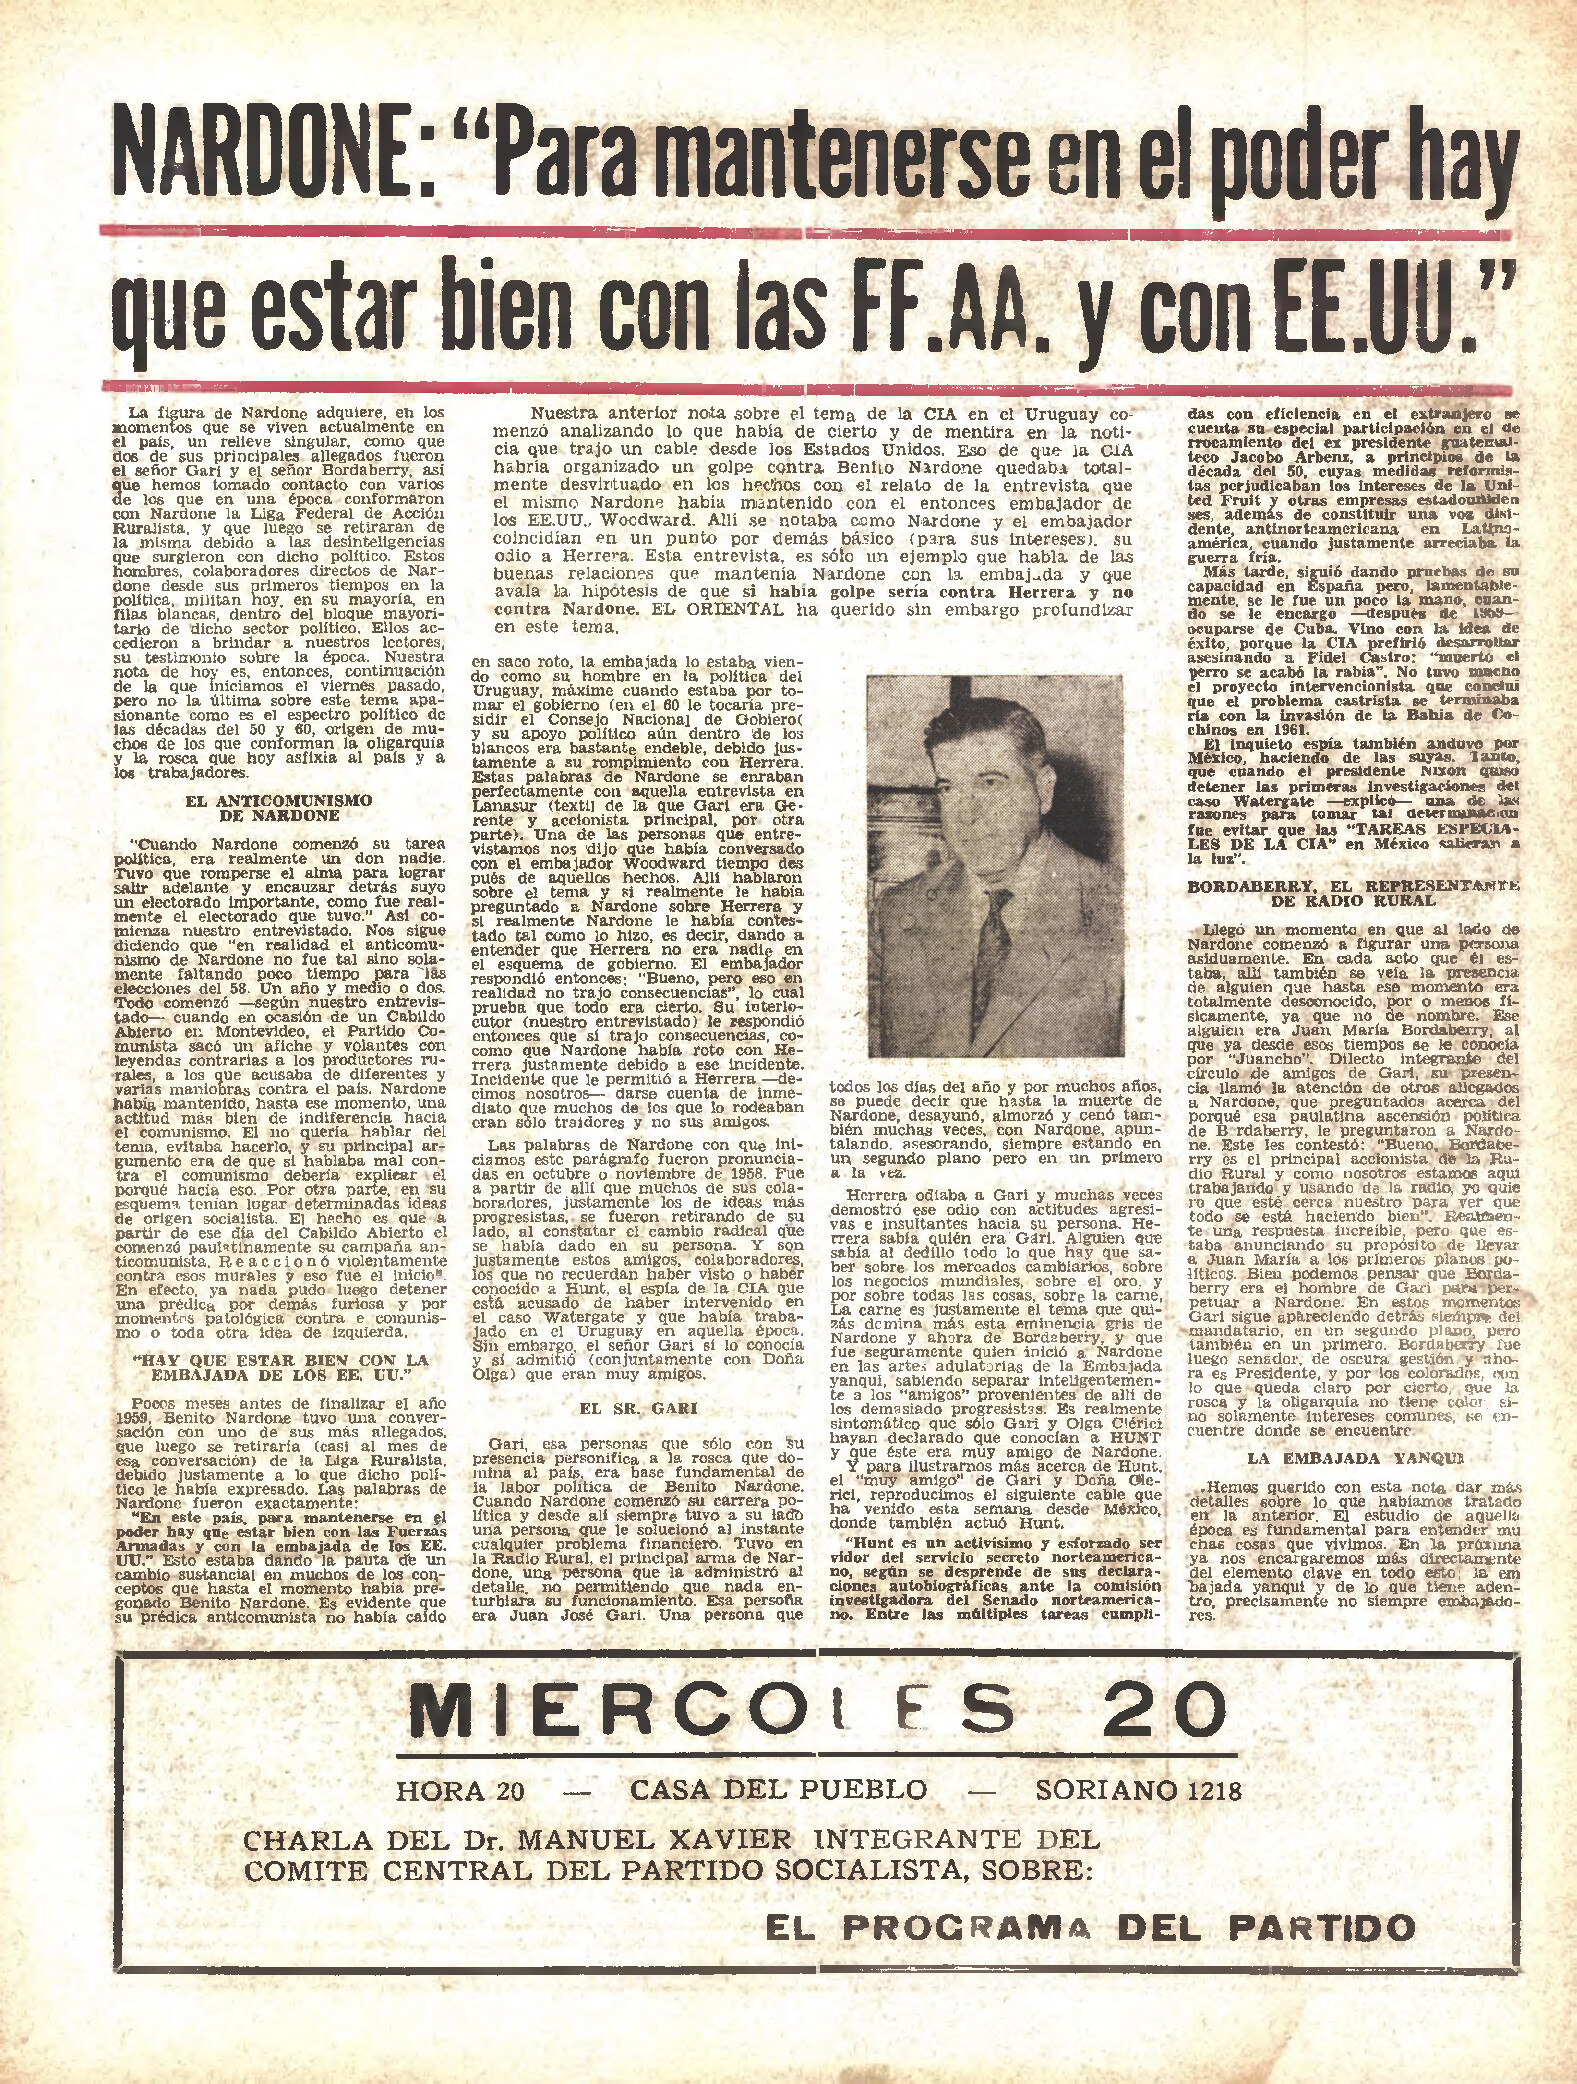 NARDONE: "Para mantenerse en el poder hay
que estar bien con las FF.AA. y con EE.UU."
La figura de Nardone adquiere, en los
momentos que se viven actualmente en
el país, un relieve singular, como que
dos de sus principales allegados fueron
el señor Gari y el señor Bordaberry, así
que hemos tomado contacto con varios
de los que en una época conformaron
con Nardone la Liga Federal de Acción
Ruralista, y que luego se retiraran de
la misma debido a las desinteligencias
que surgieron con dicho político. Estos
hombres, colaboradores directos de Nar-
done desde sus primeros tiempos en la
política, militan hoy, en su mayoría, en
filas blancas, dentro del bloque mayori-
tario de dicho sector político. Ellos ac-
cedieron a brindar a nuestros lectores,
su testimonio sobre la época. Nuestra
nota de hoy es, entonces, continuación
de la que iniciamos el viernes pasado,
pero no la última sobre este tema apa-
sionante como es el espectro político de
las décadas del 50 y 60, origen de mu-
chos de los que conforman la oligarquía
y la rosca que hoy asfixia al país y a
los trabajadores.
EL ANTICOMUNISMO
DE NARDONE
"Cuando Nardone comenzó su tarea
política, era realmente un don nadie.
Tuvo que romperse el alma para lograr
salir adelante y encauzar detrás suyo
un electorado importante, como fue real-
mente el electorado que tuvo." Así co-
mienza nuestro entrevistado. Nos sigue
diciendo que "en realidad el anticomu-
nismo de Nardone no fue tal sino sola-
mente faltando poco tiempo para las
elecciones del 58. Un año y medio o dos.
Todo comenzó —según nuestro entrevis-
tado— cuando en ocasión de un Cabildo
Abierto en Montevideo, el Partido Co-
munista sacó un afiche y volantes con
leyendas contrarias a los productores ru-
rales, a los que acusaba de diferentes y
varias maniobras contra el país. Nardone
había mantenido, hasta ese momento, una
actitud más bien de indiferencia hacia
el comunismo. El no quería hablar del
tema, evitaba hacerlo, y su principal ar-
gumento era de que si hablaba mal con-
tra el comunismo debería explicar el
porqué hacía eso. Por otra parte, en su
esquema tenían lugar determinadas ideas
de origen socialista. El hecho es que a
partir de ese día del Cabildo Abierto el
comenzó paulatinamente su campaña an-
ticomunista. Reaccionó violentamente
contra esos murales y eso fue el inicio".
En efecto, ya nada pudo luego detener
una prédica por demás furiosa y por
momentos patológica contra e comunis-
mo o toda otra idea de izquierda.
"HAY QUE ESTAR BIEN CON LA
EMBAJADA DE LOS EE. UU."
Pocos meses antes de finalizar el año
1959, Benito Nardone tuvo una conver-
sación con uno de sus más allegados,
que luego se retiraría (casi al mes de
esa conversación) de la Liga Ruralista,
debido justamente a lo que dicho polí-
tico le había expresado. Las palabras de
Nardone fueron exactamente:
"En este país, para mantenerse en el
poder hay que estar bien con las Fuerzas
Armadas y con la embajada de los EE.
UU." Esto estaba dando la pauta de un
cambio sustancial en muchos de los con-
ceptos que hasta el momento había pre-
gonado Benito Nardone. Es evidente que
su prédica anticomunista no había caído
Nuestra anterior nota sobre el tema de la CIA en el Uruguay co-
menzó analizando lo que había de cierto y de mentira en la noti-
cia que trajo un cable desde los Estados Unidos. Eso de que la CIA
habría organizado un golpe contra Benito Nardone quedaba total-
mente desvirtuado en los hechos con el relato de la entrevista que
el mismo Nardone había mantenido con el entonces embajador de
los EE.UU., Woodward. Allí se notaba como Nardone y el embajador
coincidían en un punto por demás básico (para sus intereses), su
odio a Herrera. Esta entrevista, es sólo un ejemplo que habla de las
buenas relaciones que mantenía Nardone con la embajada y que
avala la hipótesis de que si había golpe sería contra Herrera y no
contra Nardone. EL ORIENTAL ha querido sin embargo profundizar
en este tema.
en saco roto, la embajada lo estaba vien-
do como su hombre en la política del
Uruguay, máxime cuando estaba por to-
mar el gobierno (en el 60 le tocaría pre-
sidir el Consejo Nacional de Gobiero(
y su apoyo político aún dentro de los
blancos era bastante endeble, debido jus-
tamente a su rompimiento con Herrera.
Estas palabras de Nardone se enraban
perfectamente con aquella entrevista en
Lanasur (textil de la que Gari era Ge-
rente y accionista principal, por otra
parte). Una de las personas que entre-
vistamos nos dijo que había conversado
con el embajador Woodward tiempo des
pués de aquellos hechos. Allí hablaron
sobre el tema y si realmente le había
preguntado a Nardone sobre Herrera y
si realmente Nardone le había contes-
tado tal como lo hizo, es decir, dando a
entender que Herrera no era nadie en
el esquema de gobierno. El embajador
respondió entonces: "Bueno, pero eso en
realidad no trajo consecuencias", lo cual
prueba que todo era cierto. Su interlo-
cutor (nuestro entrevistado) le respondió
entonces que sí trajo consecuencias, co-
como que Nardone había roto con He-
rrera justamente debido a ese incidente.
Incidente que le permitió a Herrera —de-
cimos nosotros— darse cuenta de inme-
diato que muchos de los que lo rodeaban
eran sólo traidores y no sus amigos.
Las palabras de Nardone con que ini-
ciamos este parágrafo fueron pronuncia-
das en octubre o noviembre de 1958. Fue
a partir de allí que muchos de sus cola-
boradores, justamente los de ideas más
progresistas, se fueron retirando de su
lado, al constatar el cambio radical que
se había dado en su persona. Y son
justamente estos amigos, colaboradores,
los que no recuerdan haber visto o haber
conocido a Hunt, el espía de la CIA que
está acusado de haber intervenido en
el caso Watergate y que había traba-
jado en el Uruguay en aquella época.
Sin embargo, el señor Gari sí lo conocía
y sí admitió (conjuntamente con Doña
Olga) que eran muy amigos.
EL SR. GARI
Gari, esa personas que sólo con su
presencia personifica a la rosca que do-
mina al país, era base fundamental de
la labor política de Benito Nardone.
Cuando Nardone comenzó su carrera po-
lítica y desde allí siempre tuvo a su lado
una persona que le solucionó al instante
cualquier problema financiero. Tuvo en
la Radio Rural, el principal arma de Nar-
done, una persona que la administró al
detalle, no permitiendo que nada en-
turbiara su funcionamiento. Esa persona
era Juan José Gari. Una persona que
todos los días del año y por muchos años,
se puede decir que hasta la muerte de
Nardone, desayunó, almorzó y cenó tam-
bién muchas veces, con Nardone, apun-
talando, asesorando, siempre estando en
un segundo plano pero en un primero
a la vez.
Herrera odiaba a Gari y muchas veces
demostró ese odio con actitudes agresi-
vas e insultantes hacia su persona. He-
rrera sabía quién era Gari. Alguien que
sabía al dedillo todo lo que hay que sa-
ber sobre los mercados cambiarios, sobre
los negocios mundiales, sobre el oro, y
por sobre todas las cosas, sobre la carne.
La carne es justamente el tema que qui-
zás domina más esta eminencia gris de
Nardone y ahora de Bordaberry, y que
fue seguramente quien inició a Nardone
en las artes adulatorias de la Embajada
yanqui, sabiendo separar inteligentemen-
te a los "amigos" provenientes de allí de
los demasiado progresistas. Es realmente
sintomático que sólo Gari y Olga Clérici
hayan declarado que conocían a HUNT
y que éste era muy amigo de Nardone.
Y para ilustrarnos más acerca de Hunt,
el "muy amigo" de Gari y Doña Cle-
rici, reproducimos el siguiente cable que
ha venido esta semana desde México,
donde también actuó Hunt.
"Hunt es un activísimo y esforzado ser
vidor del servicio secreto norteamerica-
no, según se desprende de sus declara-
ciones autobiográficas ante la comisión
investigadora del Senado norteamerica-
no. Entre las múltiples tareas cumpli-
das con eficiencia en el extranjero se
cuenta su especial participación en el de
rrocamiento del ex presidente guatemal-
teco Jacobo Arbenz, a principios de la
década del 50, cuyas medidas reformis-
tas perjudicaban los intereses de la Uni-
ted Fruit y otras empresas estadouniden
ses, además de constituir una voz disi-
dente, antinorteamericana en Latino-
américa, cuando justamente arreciaba la
guerra fría.
Más tarde, siguió dando pruebas de su
capacidad en España pero, lamentable-
mente, se le fue un poco la mano, cuan-
do se le encargo —después de 1959—
ocuparse de Cuba. Vino con la idea de
éxito, porque la CIA prefirió desarrollar
asesinando a Fidel Castro: "muerto el
perro se acabó la rabia". No tuvo mucho
el proyecto intervencionista que concluí
que el problema castrista se terminaba
ría con la invasión de la Bahía de Co-
chinos en 1961.
El inquieto espía también anduvo por
México, haciendo de las suyas. Tanto,
que cuando el presidente Nixon quiso
detener las primeras investigaciones del
caso Watergate —explicó— una de las
razones para tomar tal determinación
fue evitar que las "TAREAS ESPECIA-
LES DE LA CIA" en México salieran a
la luz".
BORDABERRY, EL REPRESENTANTE
DE RADIO RURAL
Llegó un momento en que al lado de
Nardone comenzó a figurar una persona
asiduamente. En cada acto que él es-
taba, allí también se veía la presencia
de alguien que hasta ese momento era
totalmente desconocido, por o menos fí-
sicamente, ya que no de nombre. Ese
alguien era Juan María Bordaberry, al
que ya desde esos tiempos se le conocía
por "Juancho". Dilecto integrante del
círculo de amigos de Gari, su presen-
cia llamó la atención de otros allegados
a Nardone, que preguntados acerca del
porqué esa paulatina ascensión política
de B rdaberry, le preguntaron a Nardo-
ne. Este les contestó: "Bueno, Bordabe-
rry es el principal accionista de la Ra-
dio Rural y como nosotros estamos aquí
trabajando y usando de la radio, yo quie
ro que esté cerca nuestro para ver que
todo se está haciendo bien". Realmen-
te una respuesta increíble, pero que es-
taba anunciando su propósito de llevar
a Juan María a los primeros planos po-
líticos. Bien podemos pensar que Borda-
berry era el hombre de Gari para per-
petuar a Nardone. En estos momentos
Gari sigue apareciendo detrás siempre del
mandatario, en un segundo plano, pero
también en un primero. Bordaberry fue
luego senador, de oscura gestión y aho-
ra es Presidente, y por los colorados, con
lo que queda claro por cierto, que la
rosca y la oligarquía no tiene color, si-
no solamente intereses comunes, se en-
cuentre donde se encuentre.
LA EMBAJADA YANQUI
Hemos querido con esta nota dar más
detalles sobre lo que habíamos tratado
en la anterior. El estudio de aquella
época es fundamental para entender mu
chas cosas que vivimos. En la próxima
ya nos encargaremos más directamente
del elemento clave en todo esto: la em
bajada yanqui y de lo que tiene aden-
tro, precisamente no siempre embajado-
res.
MIERCOLES 20
HORA 20 — CASA DEL PUEBLO — SORIANO 1218
CHARLA DEL Dr. MANUEL XAVIER INTEGRANTE DEL
COMITE CENTRAL DEL PARTIDO SOCIALISTA, SOBRE:
EL PROGRAMA DEL PARTIDO